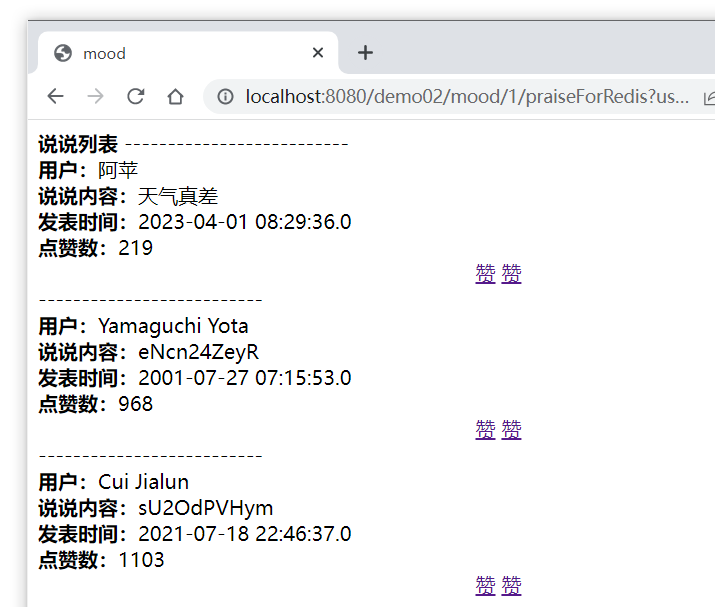 mood
localhost:8080/demo02/mood/1/praiseForRedis?us...
说说列表 --------------------------
用户：阿苹
说说内容：天气真差
发表时间：2023-04-01 08:29:36.0
点赞数：219
赞 赞
--------------------------
用户：Yamaguchi Yota
说说内容：eNcn24ZeyR
发表时间：2001-07-27 07:15:53.0
点赞数：968
赞 赞
--------------------------
用户：Cui Jialun
说说内容：sU2OdPVHym
发表时间：2021-07-18 22:46:37.0
点赞数：1103
赞 赞